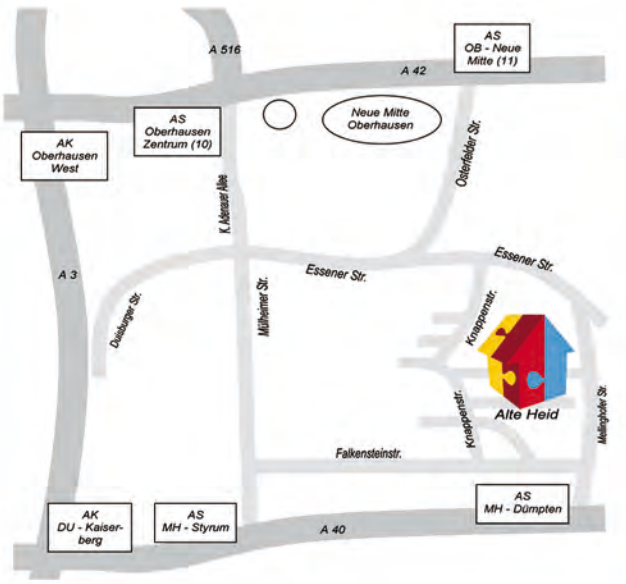 A 516
AS
OB - Neue
Mitte (11)
A 42
AS
Oberhausen
Zentrum (10)
Neue Mitte
Oberhausen
AK
Oberhausen
West
Osterfelder Str.
K. Adenauer Allee
A 3
Essener Str.
Essener Str.
Duisburger Str.
Mülheimer Str.
Knappenstr.
Alte Heid
Knappenstr.
Mellinghofer Str.
Falkensteinstr.
AK
DU - Kaiser-
berg
AS
MH - Styrum
A 40
AS
MH - Dümpten